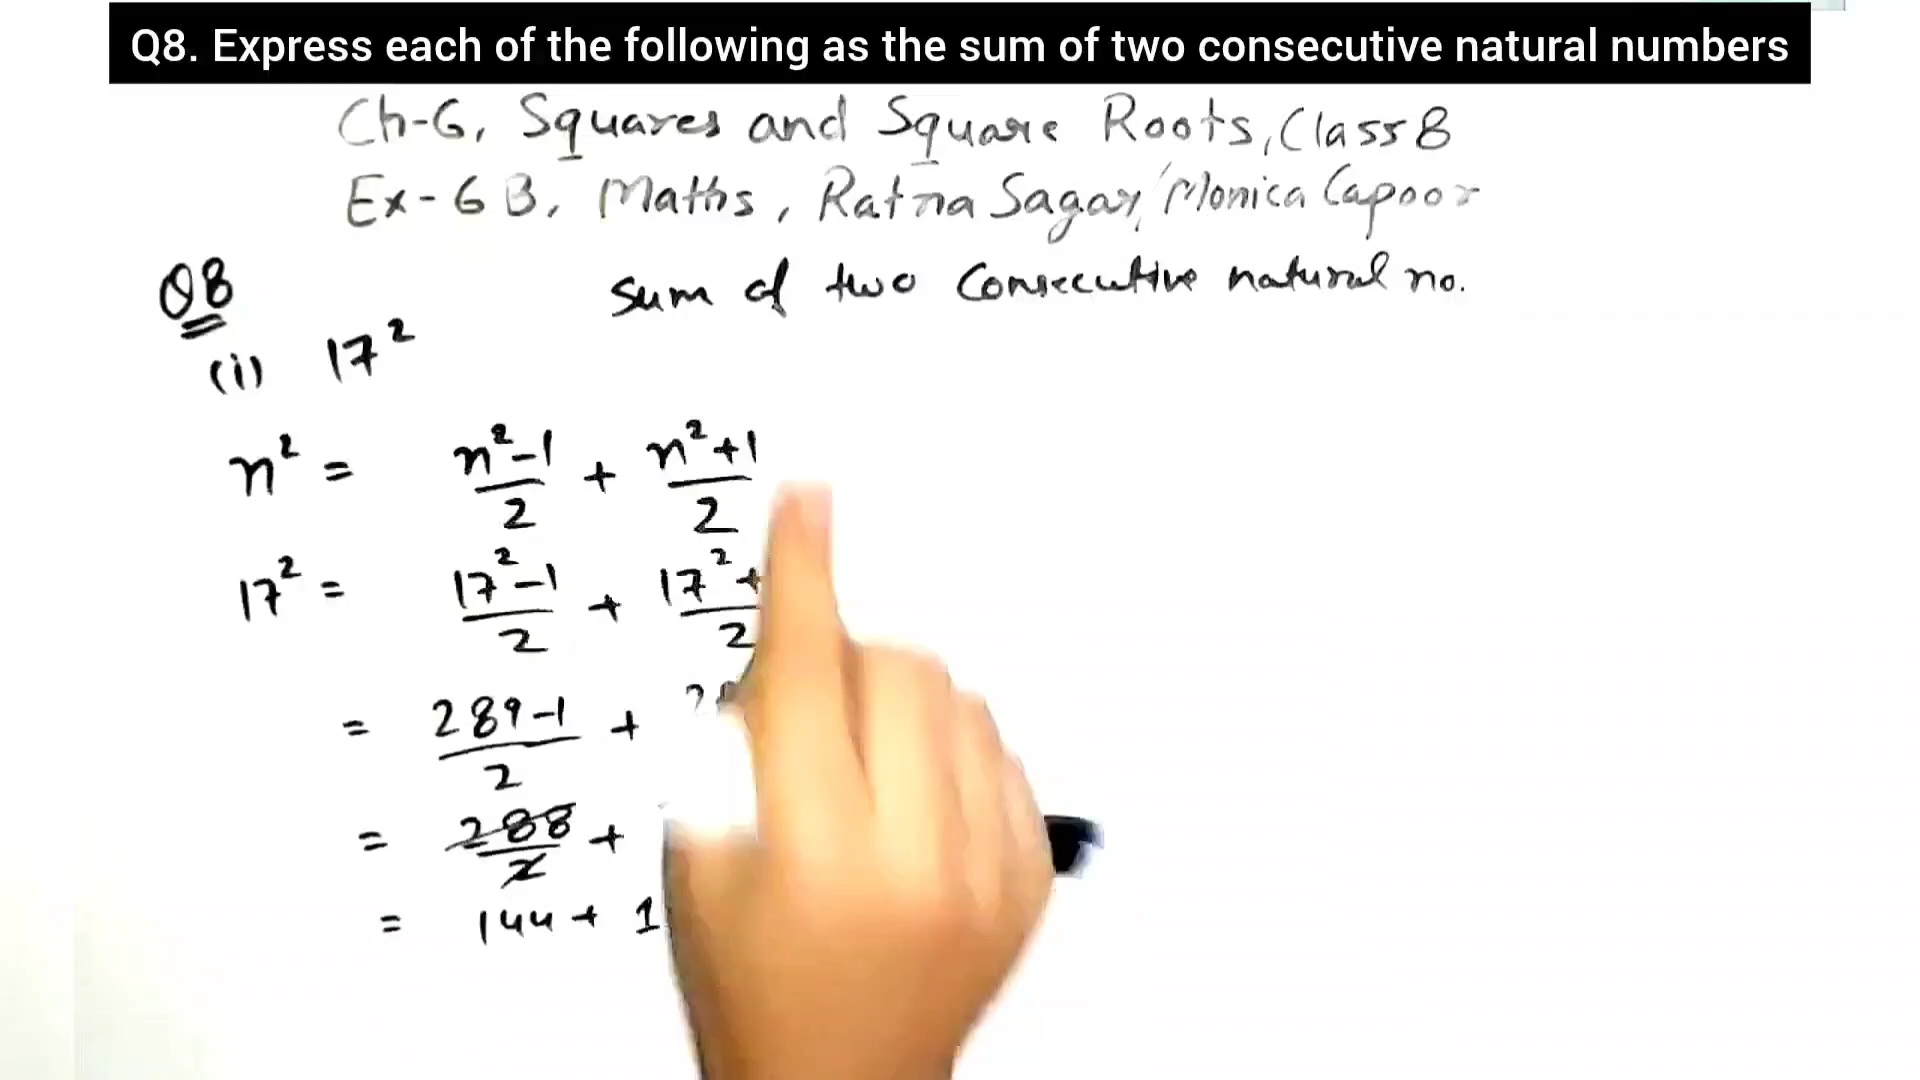 Q8. Express each of the following as the sum of two consecutive natural numbers
Ch-6, Squares and Square Roots, Class 8
Ex-6B, Maths, Ratna Sagar/Monica Capoor
Q8 sum of two Consecutive natural no.
(i) 17²
n² = n²-1/2 + n²+1/2
17² = 17²-1/2 + 17²+ /2
= 289-1/2 +
= 288/2 +
= 144 + 1